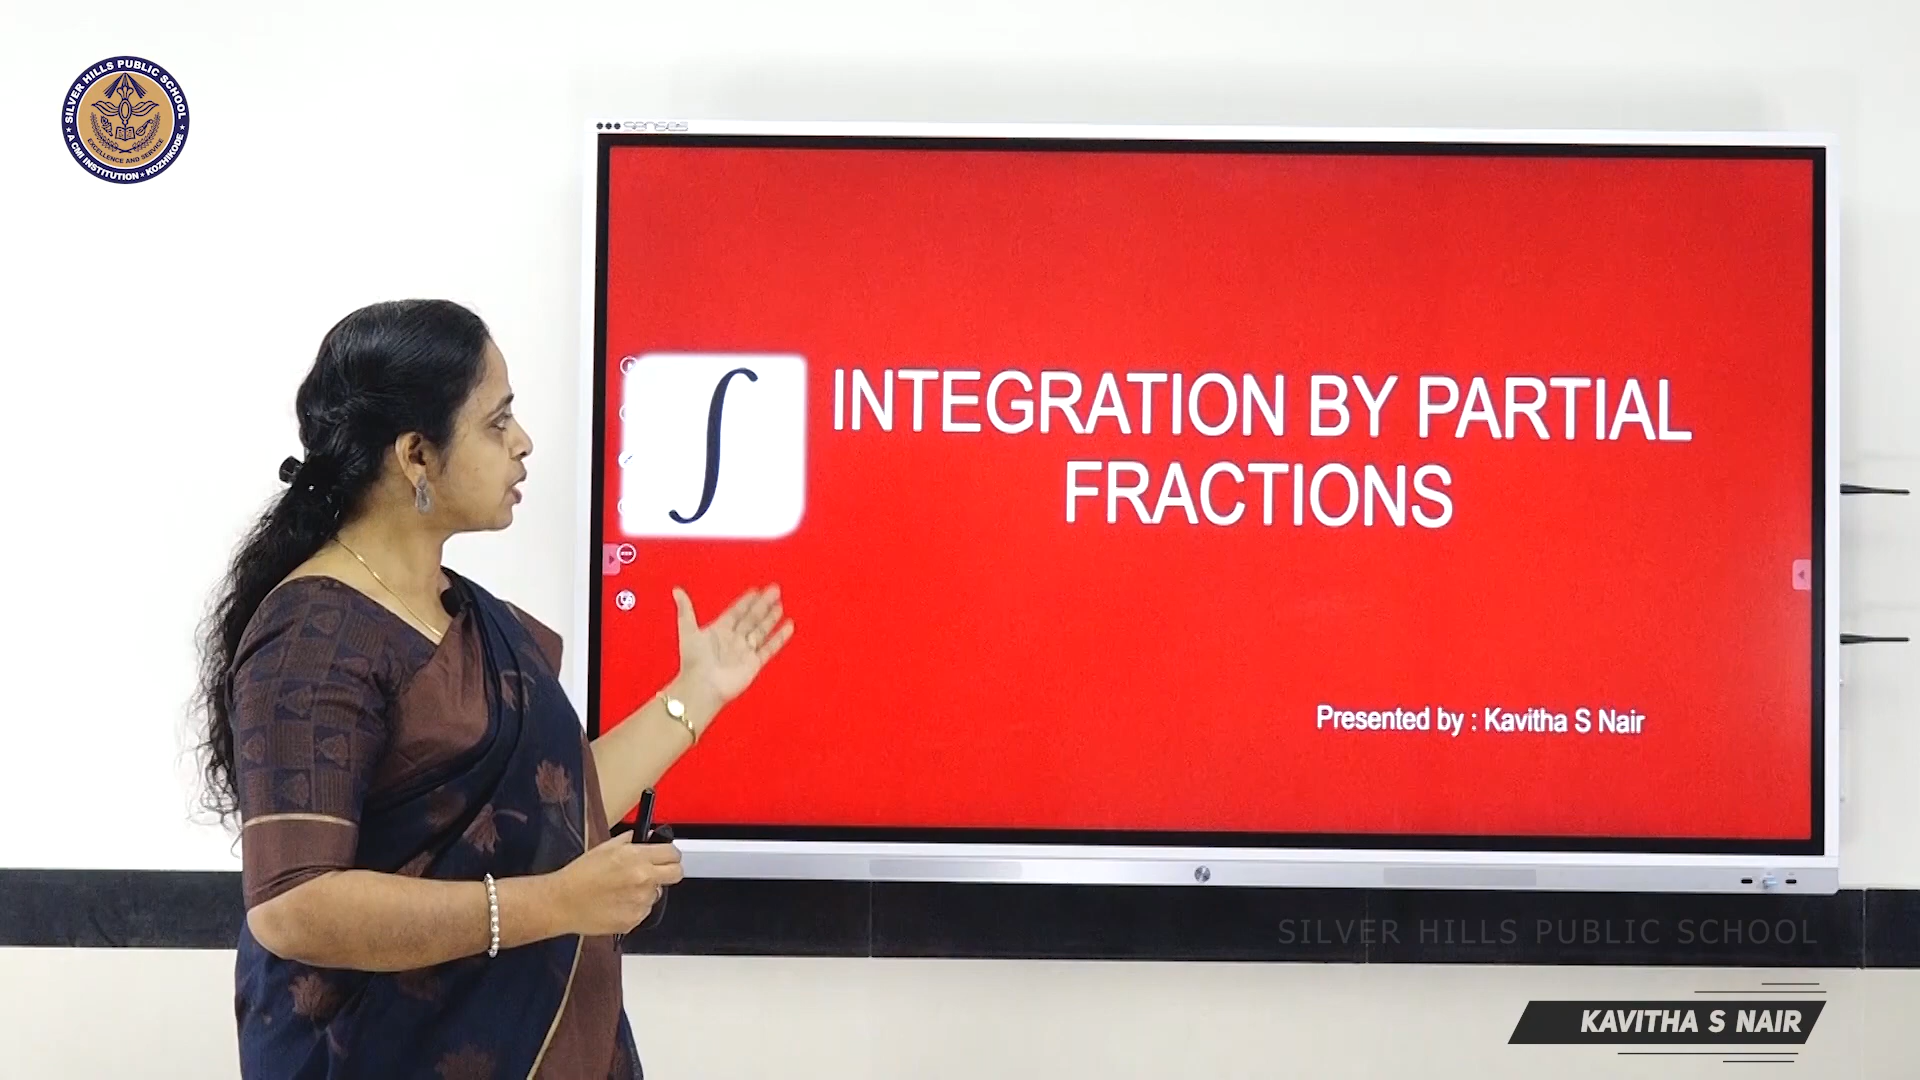 SILVER HILLS PUBLIC SCHOOL
EXCELLENCE AND SERVICE
A CMI INSTITUTION • KOZHIKODE
senses
∫
INTEGRATION BY PARTIAL
FRACTIONS
Presented by : Kavitha S Nair
SILVER HILLS PUBLIC SCHOOL
KAVITHA S NAIR